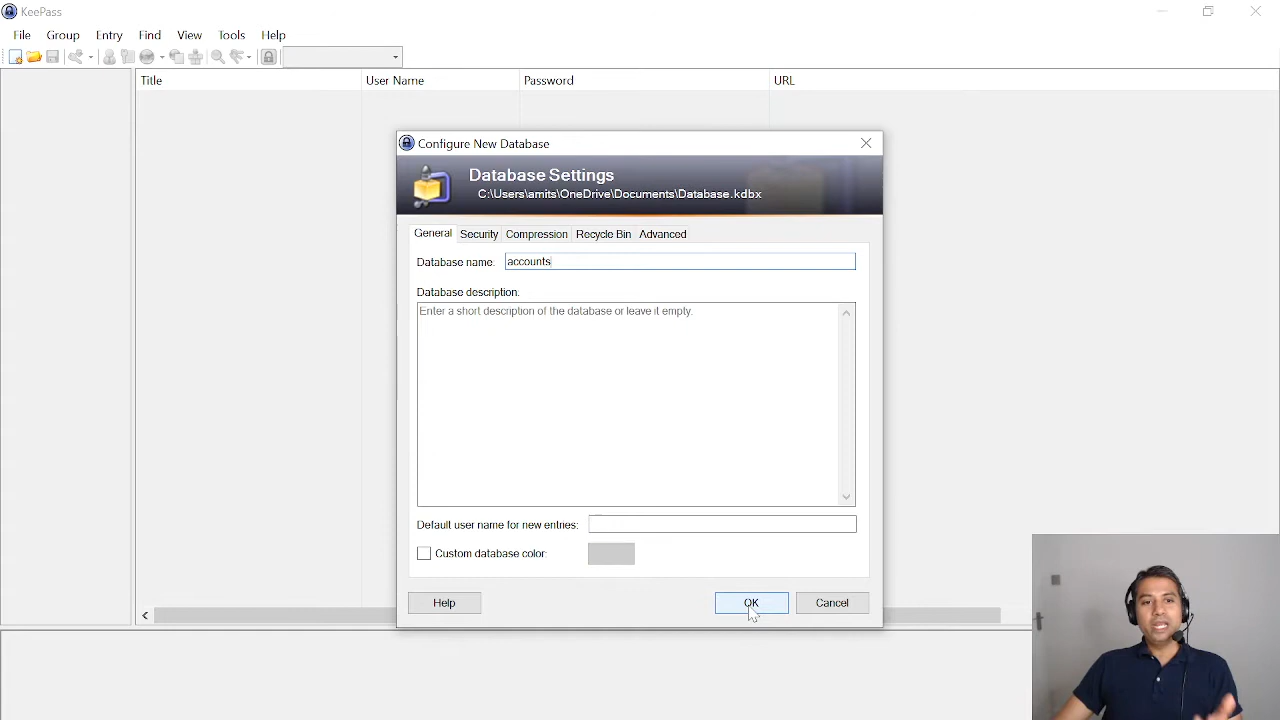 KeePass
File Group Entry Find View Tools Help
Title User Name Password URL
Configure New Database
Database Settings
C:\Users\amits\OneDrive\Documents\Database.kdbx
General Security Compression Recycle Bin Advanced
Database name: accounts
Database description:
Enter a short description of the database or leave it empty.
Default user name for new entries:
Custom database color:
Help OK Cancel